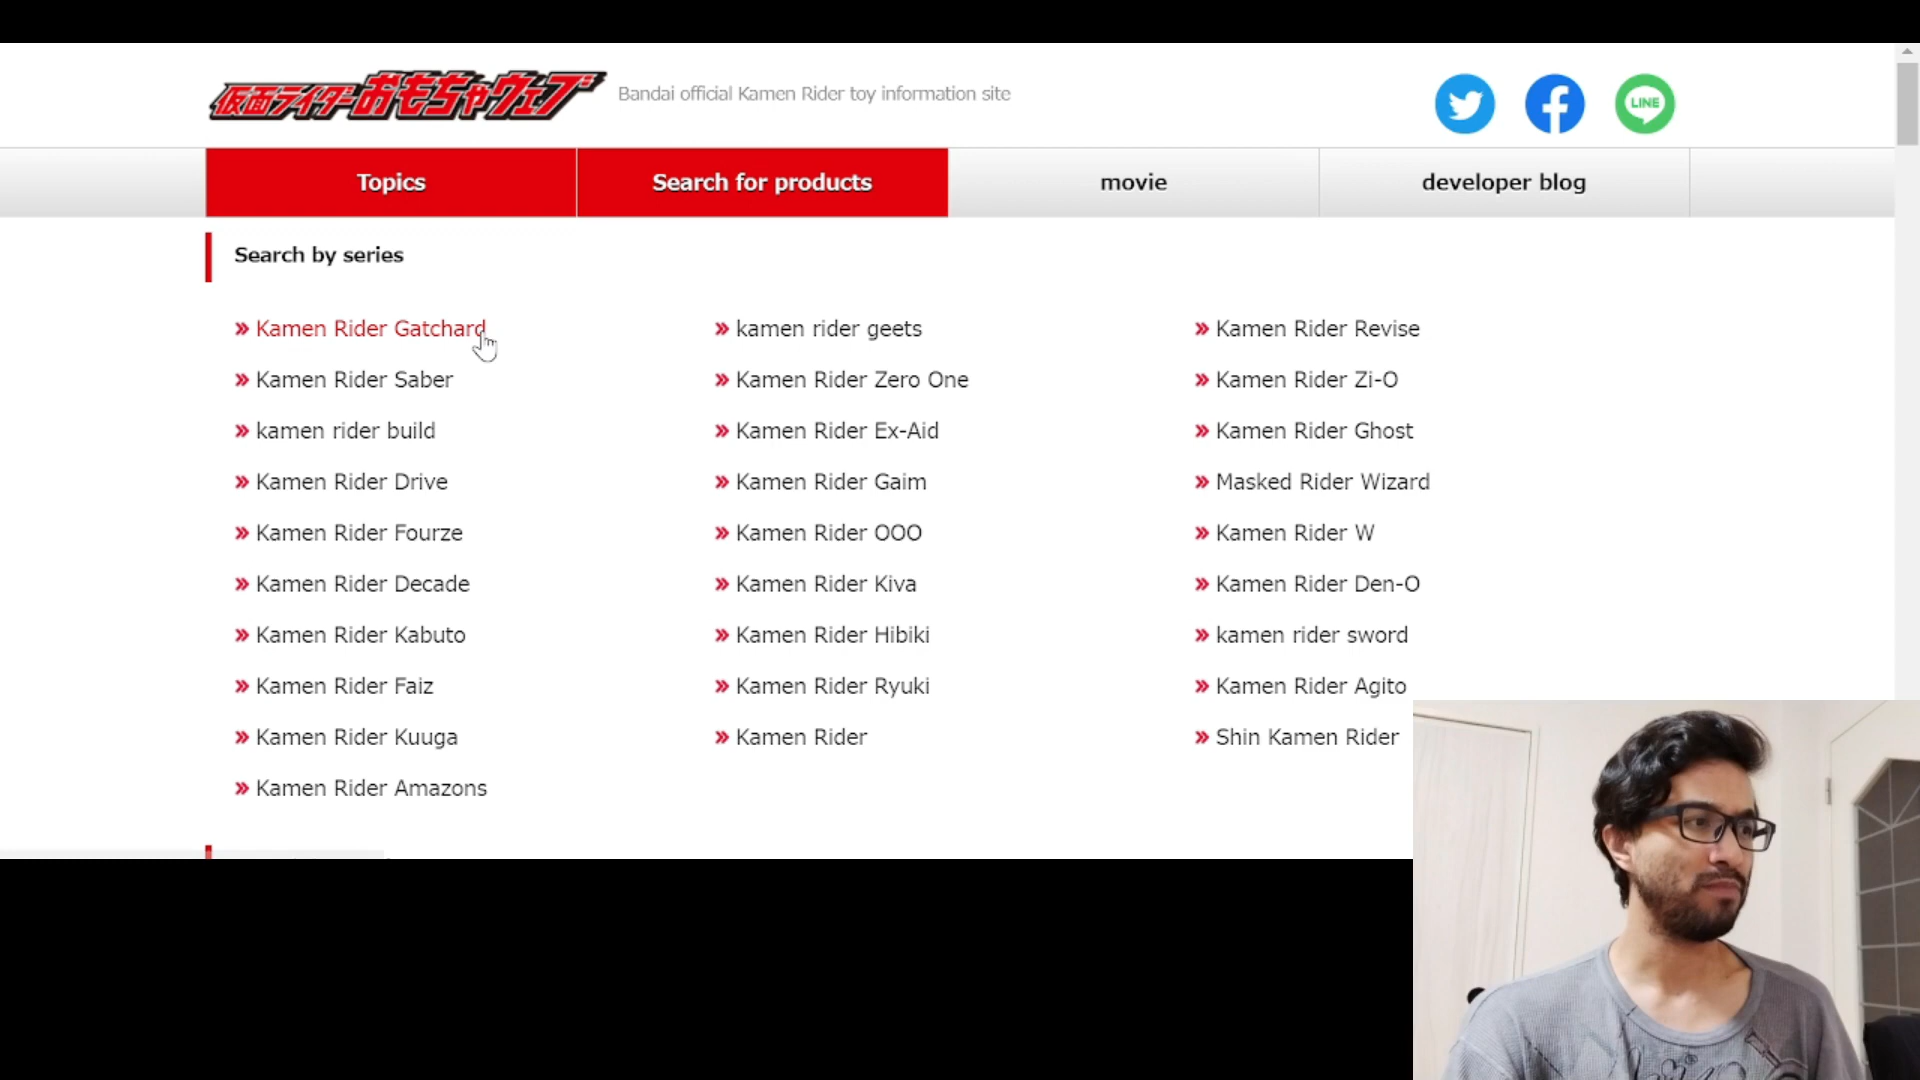 仮面ライダーおもちゃウェブ Bandai official Kamen Rider toy information site
LINE
Topics Search for products movie developer blog
Search by series
» Kamen Rider Gatchard » kamen rider geets » Kamen Rider Revise
» Kamen Rider Saber » Kamen Rider Zero One » Kamen Rider Zi-O
» kamen rider build » Kamen Rider Ex-Aid » Kamen Rider Ghost
» Kamen Rider Drive » Kamen Rider Gaim » Masked Rider Wizard
» Kamen Rider Fourze » Kamen Rider OOO » Kamen Rider W
» Kamen Rider Decade » Kamen Rider Kiva » Kamen Rider Den-O
» Kamen Rider Kabuto » Kamen Rider Hibiki » kamen rider sword
» Kamen Rider Faiz » Kamen Rider Ryuki » Kamen Rider Agito
» Kamen Rider Kuuga » Kamen Rider » Shin Kamen Rider
» Kamen Rider Amazons